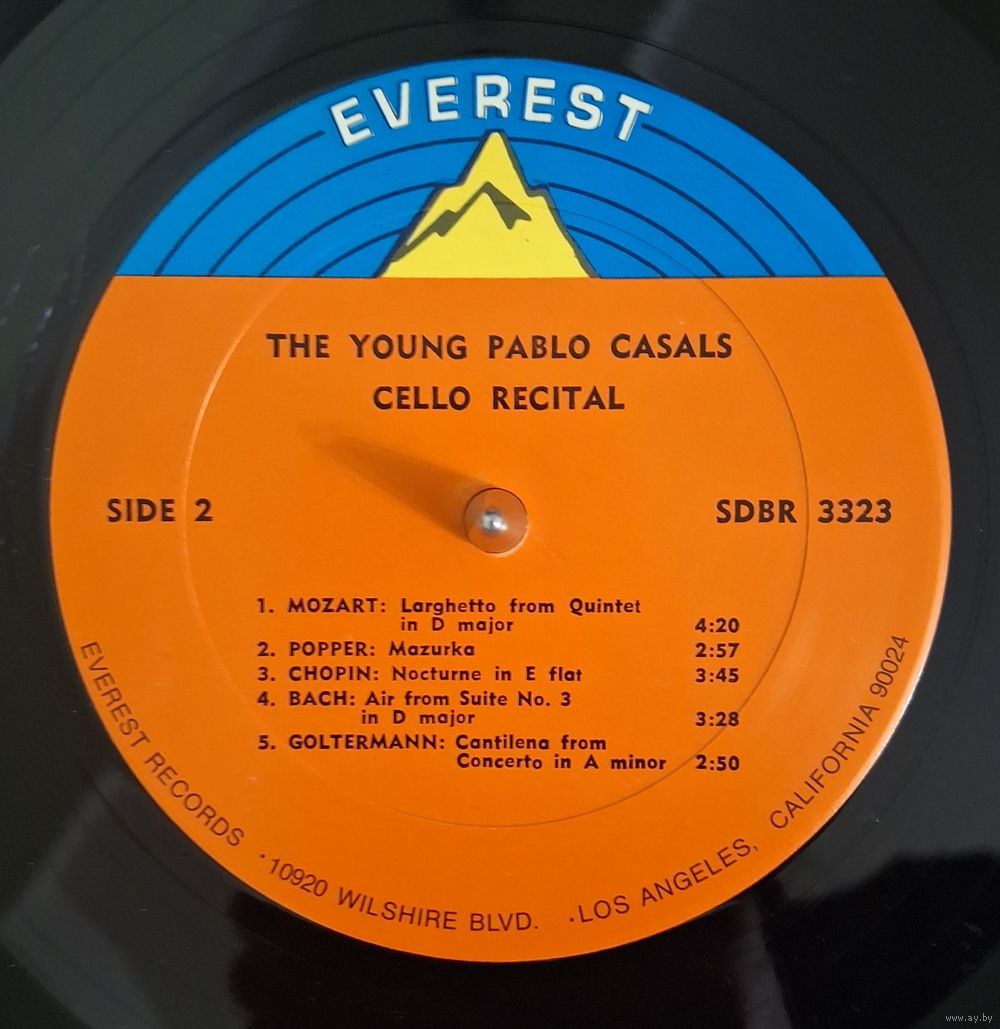 EVEREST
THE YOUNG PABLO CASALS
CELLO RECITAL
SIDE 2
SDBR 3323
1. MOZART: Larghetto from Quintet
in D major 4:20
2. POPPER: Mazurka 2:57
3. CHOPIN: Nocturne in E flat 3:45
4. BACH: Air from Suite No. 3
in D major 3:28
5. GOLTERMANN: Cantilena from
Concerto in A minor 2:50
EVEREST RECORDS · 10920 WILSHIRE BLVD. · LOS ANGELES, CALIFORNIA 90024
www.ay.by